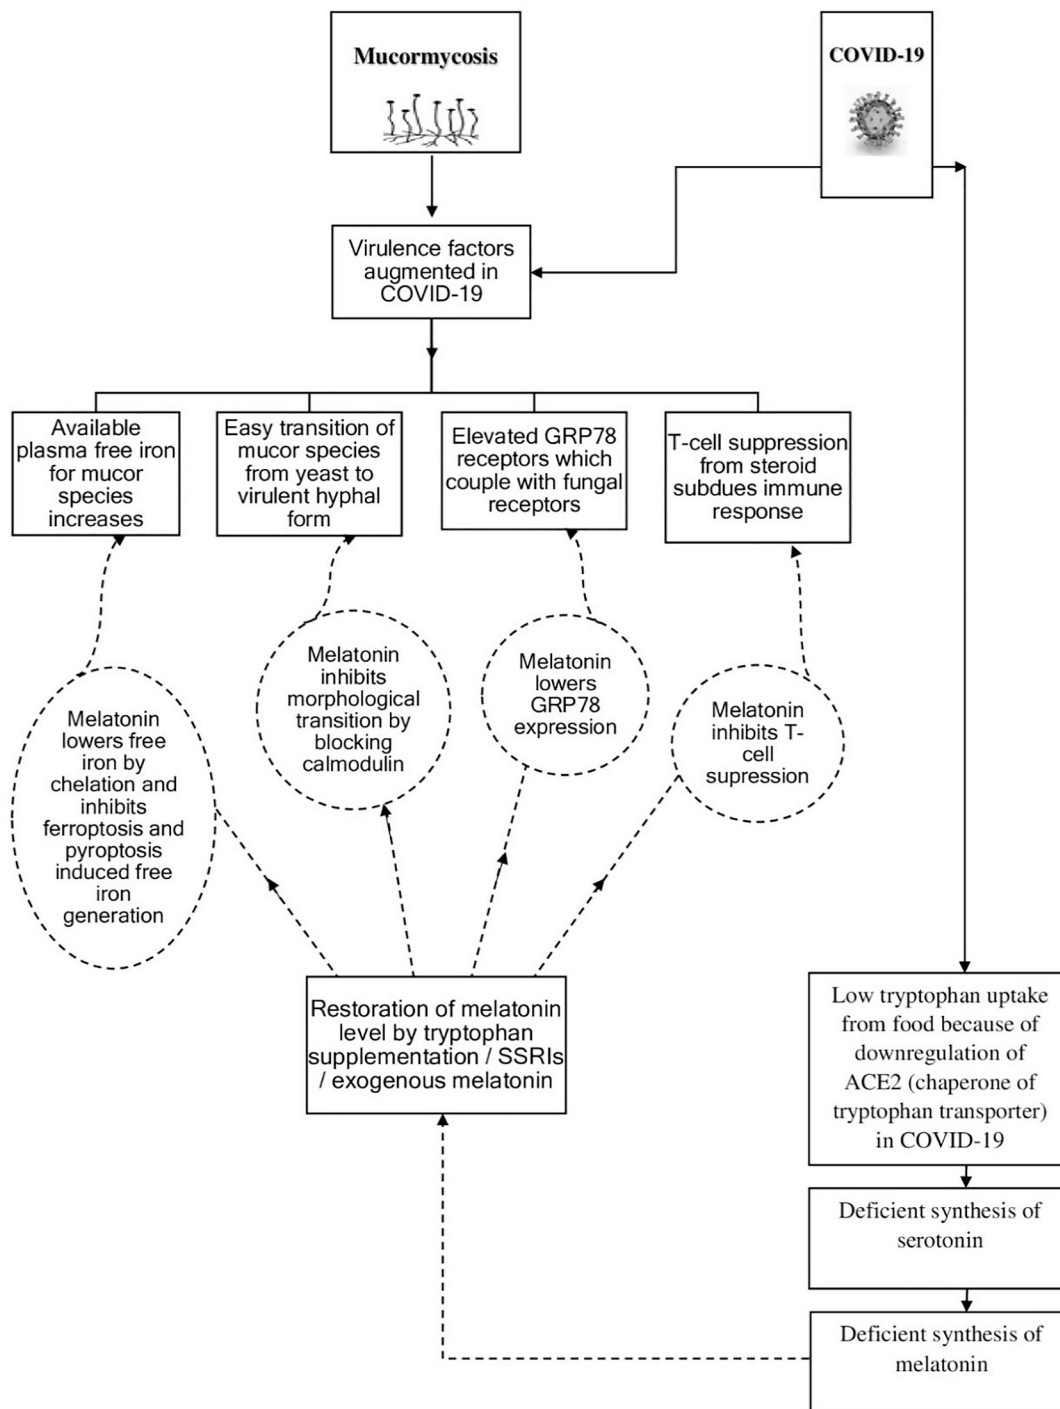 Mucormycosis
COVID-19
Virulence factors
augmented in
COVID-19
Available
plasma free iron
for mucor
species
increases
Easy transition of
mucor species
from yeast to
virulent hyphal
form
Elevated GRP78
receptors which
couple with fungal
receptors
T-cell suppression
from steroid
subdues immune
response
Melatonin
lowers free
iron by
chelation and
inhibits
ferroptosis and
pyroptosis
induced free
iron
generation
Melatonin
inhibits
morphological
transition by
blocking
calmodulin
Melatonin
lowers
GRP78
expression
Melatonin
inhibits T-
cell
supression
Restoration of melatonin
level by tryptophan
supplementation / SSRIs
/ exogenous melatonin
Low tryptophan uptake
from food because of
downregulation of
ACE2 (chaperone of
tryptophan transporter)
in COVID-19
Deficient synthesis of
serotonin
Deficient synthesis of
melatonin